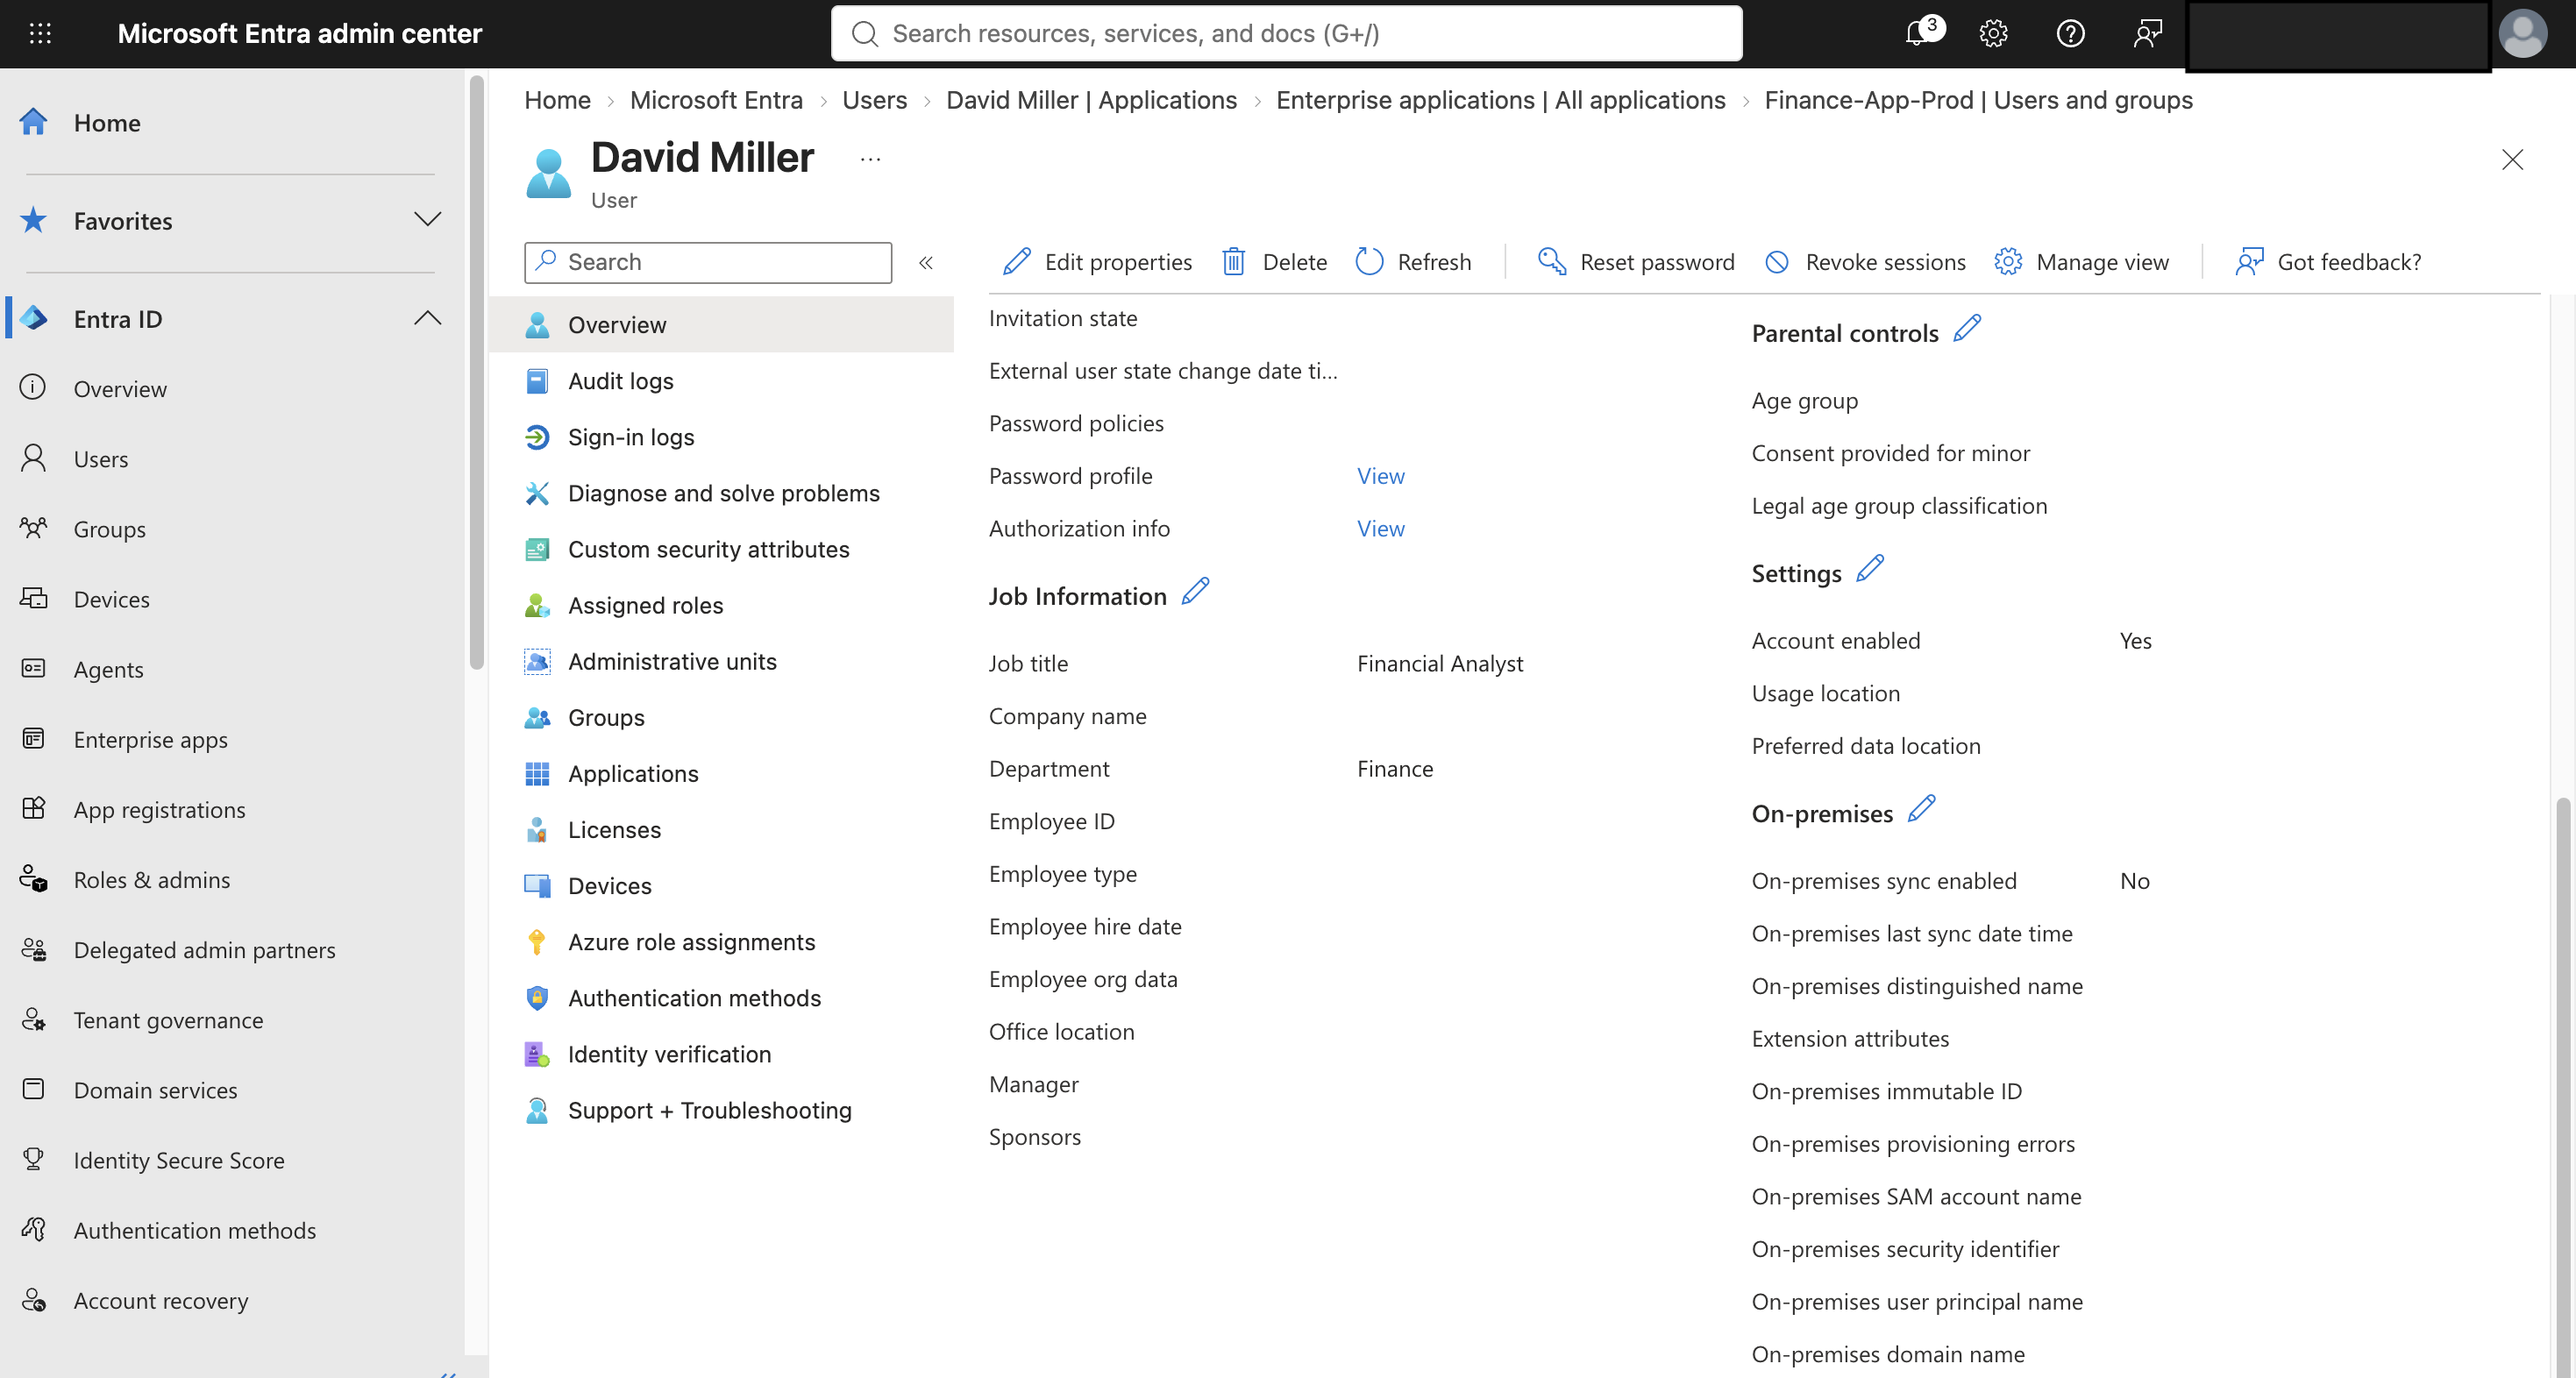 Microsoft Entra admin center
Search resources, services, and docs (G+/)
3
Home > Microsoft Entra > Users > David Miller | Applications > Enterprise applications | All applications > Finance-App-Prod | Users and groups
David Miller ...
User
Home
Favorites
Entra ID
Overview
Users
Groups
Devices
Agents
Enterprise apps
App registrations
Roles & admins
Delegated admin partners
Tenant governance
Domain services
Identity Secure Score
Authentication methods
Account recovery
Search
Overview
Audit logs
Sign-in logs
Diagnose and solve problems
Custom security attributes
Assigned roles
Administrative units
Groups
Applications
Licenses
Devices
Azure role assignments
Authentication methods
Identity verification
Support + Troubleshooting
Edit properties Delete Refresh Reset password Revoke sessions Manage view Got feedback?
Invitation state
External user state change date ti...
Password policies
Password profile View
Authorization info View
Job Information
Job title Financial Analyst
Company name
Department Finance
Employee ID
Employee type
Employee hire date
Employee org data
Office location
Manager
Sponsors
Parental controls
Age group
Consent provided for minor
Legal age group classification
Settings
Account enabled Yes
Usage location
Preferred data location
On-premises
On-premises sync enabled No
On-premises last sync date time
On-premises distinguished name
Extension attributes
On-premises immutable ID
On-premises provisioning errors
On-premises SAM account name
On-premises security identifier
On-premises user principal name
On-premises domain name